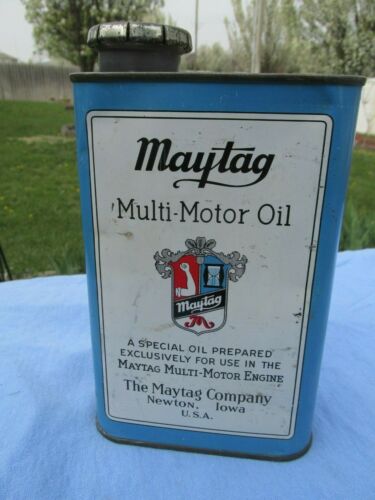 Maytag
Multi-Motor Oil
Maytag
M
A SPECIAL OIL PREPARED
EXCLUSIVELY FOR USE IN THE
MAYTAG MULTI-MOTOR ENGINE
The Maytag Company
Newton, Iowa
U.S.A.